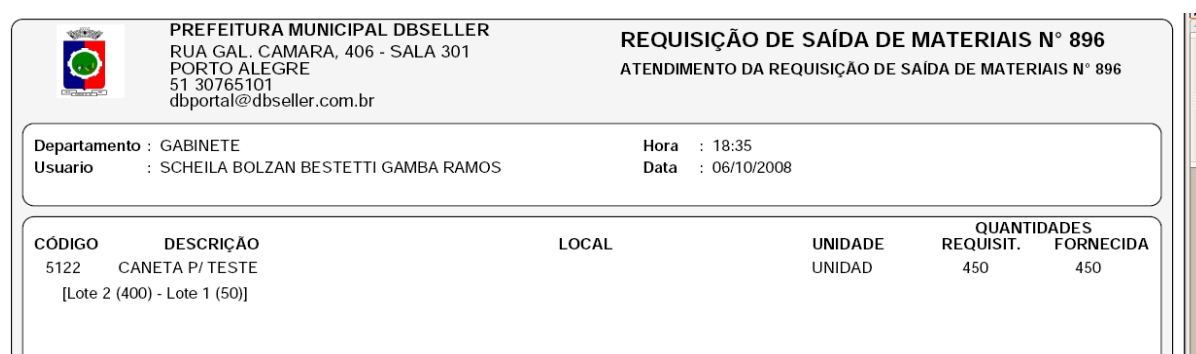 PREFEITURA MUNICIPAL DBSELLER
RUA GAL. CAMARA, 406 - SALA 301
PORTO ALEGRE
51 30765101
dbportal@dbseller.com.br
REQUISIÇÃO DE SAÍDA DE MATERIAIS N° 896
ATENDIMENTO DA REQUISIÇÃO DE SAÍDA DE MATERIAIS N° 896
Departamento : GABINETE
Usuario : SCHEILA BOLZAN BESTETTI GAMBA RAMOS
Hora : 18:35
Data : 06/10/2008
QUANTIDADES
CÓDIGO DESCRIÇÃO LOCAL UNIDADE REQUISIT. FORNECIDA
5122 CANETA P/ TESTE UNIDAD 450 450
[Lote 2 (400) - Lote 1 (50)]